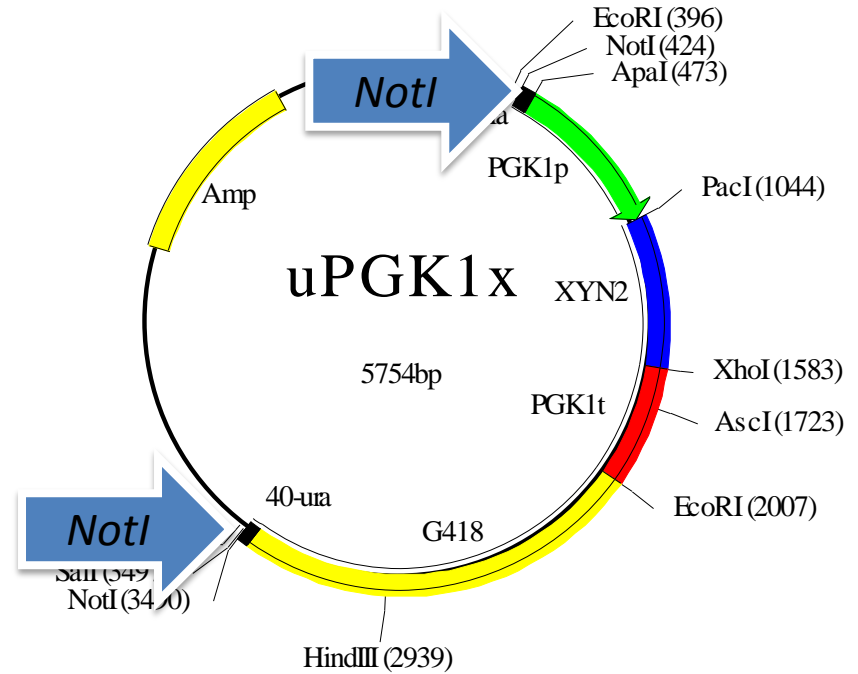 EcoRI (396)
NotI (424)
ApaI (473)
NotI
PGK1p
PacI (1044)
Amp
uPGK1x
XYN2
5754bp
XhoI (1583)
PGK1t
AscI (1723)
40-ura
EcoRI (2007)
NotI
G418
HindIII (2939)